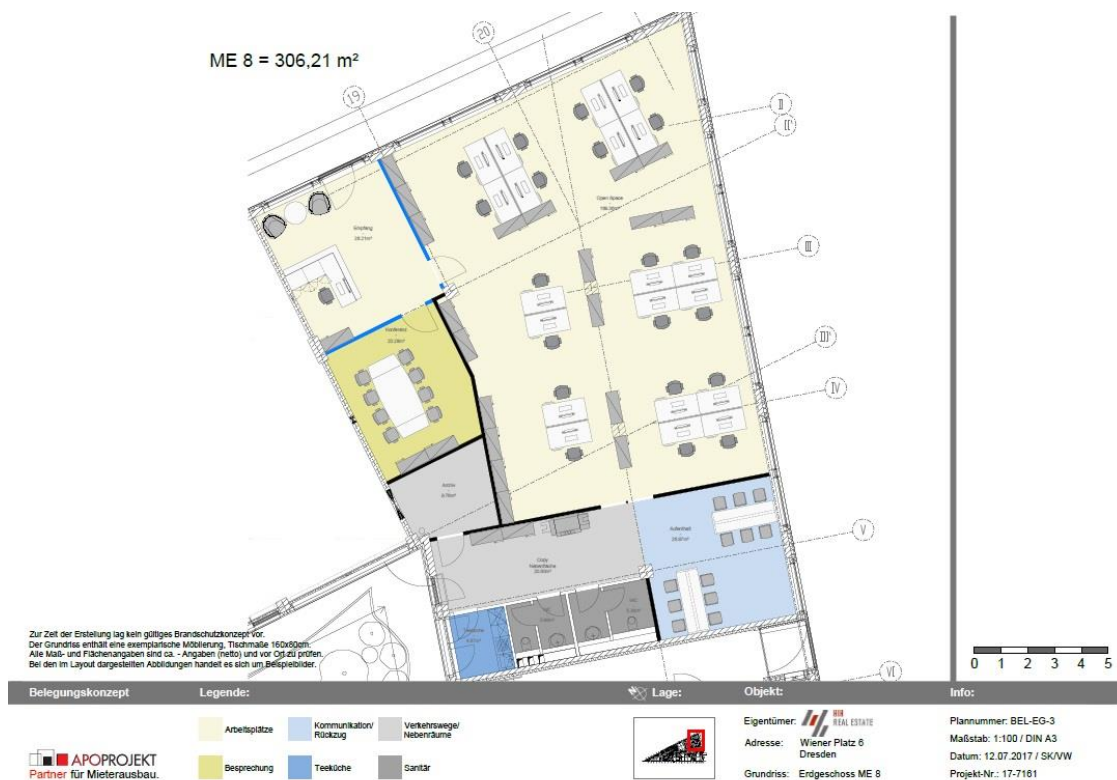 ME 8 = 306,21 m²
19
20
II
II'
III
III'
IV
V
VI
Open Space
Empfang
Konferenz
Archiv
Aufenthalt
Copy
Nebenfläche
Teeküche
WC
WC
Zur Zeit der Erstellung lag kein gültiges Brandschutzkonzept vor.
Der Grundriss enthält eine exemplarische Möblierung, Tischmaße 160x80cm.
Alle Maß- und Flächenangaben sind ca. - Angaben (netto) und vor Ort zu prüfen.
Bei den im Layout dargestellten Abbildungen handelt es sich um Beispielbilder.
0 1 2 3 4 5
Belegungskonzept
Legende:
Lage:
Objekt:
Info:
Arbeitsplätze
Kommunikation/
Rückzug
Verkehrswege/
Nebenräume
Besprechung
Teeküche
Sanitär
APOPROJEKT
Partner für Mieterausbau.
Eigentümer:
HIH
REAL ESTATE
Adresse: Wiener Platz 6
Dresden
Grundriss: Erdgeschoss ME 8
Plannummer: BEL-EG-3
Maßstab: 1:100 / DIN A3
Datum: 12.07.2017 / SK/VW
Projekt-Nr.: 17-7161